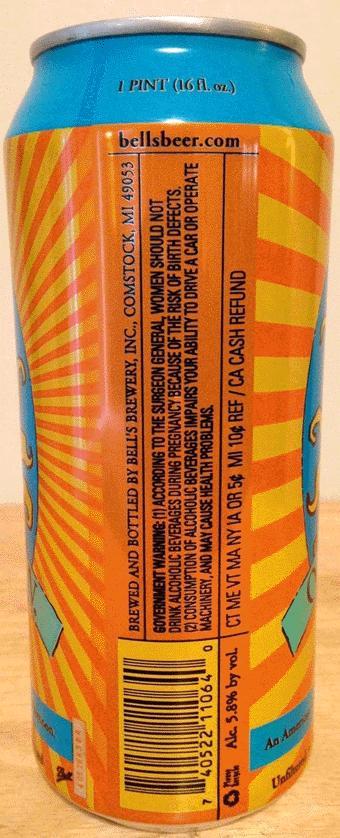 1 PINT (16 fl. oz.)
bellsbeer.com
BREWED AND BOTTLED BY BELL'S BREWERY, INC., COMSTOCK, MI 49053
GOVERNMENT WARNING: (1) ACCORDING TO THE SURGEON GENERAL, WOMEN SHOULD NOT
DRINK ALCOHOLIC BEVERAGES DURING PREGNANCY BECAUSE OF THE RISK OF BIRTH DEFECTS.
(2) CONSUMPTION OF ALCOHOLIC BEVERAGES IMPAIRS YOUR ABILITY TO DRIVE A CAR OR OPERATE
MACHINERY, AND MAY CAUSE HEALTH PROBLEMS.
CT ME VT MA NY IA OR 5¢ MI 10¢ REF / CA CASH REFUND
7 40522 11064 0
Alc. 5.8% by vol.
Please
Recycle
An